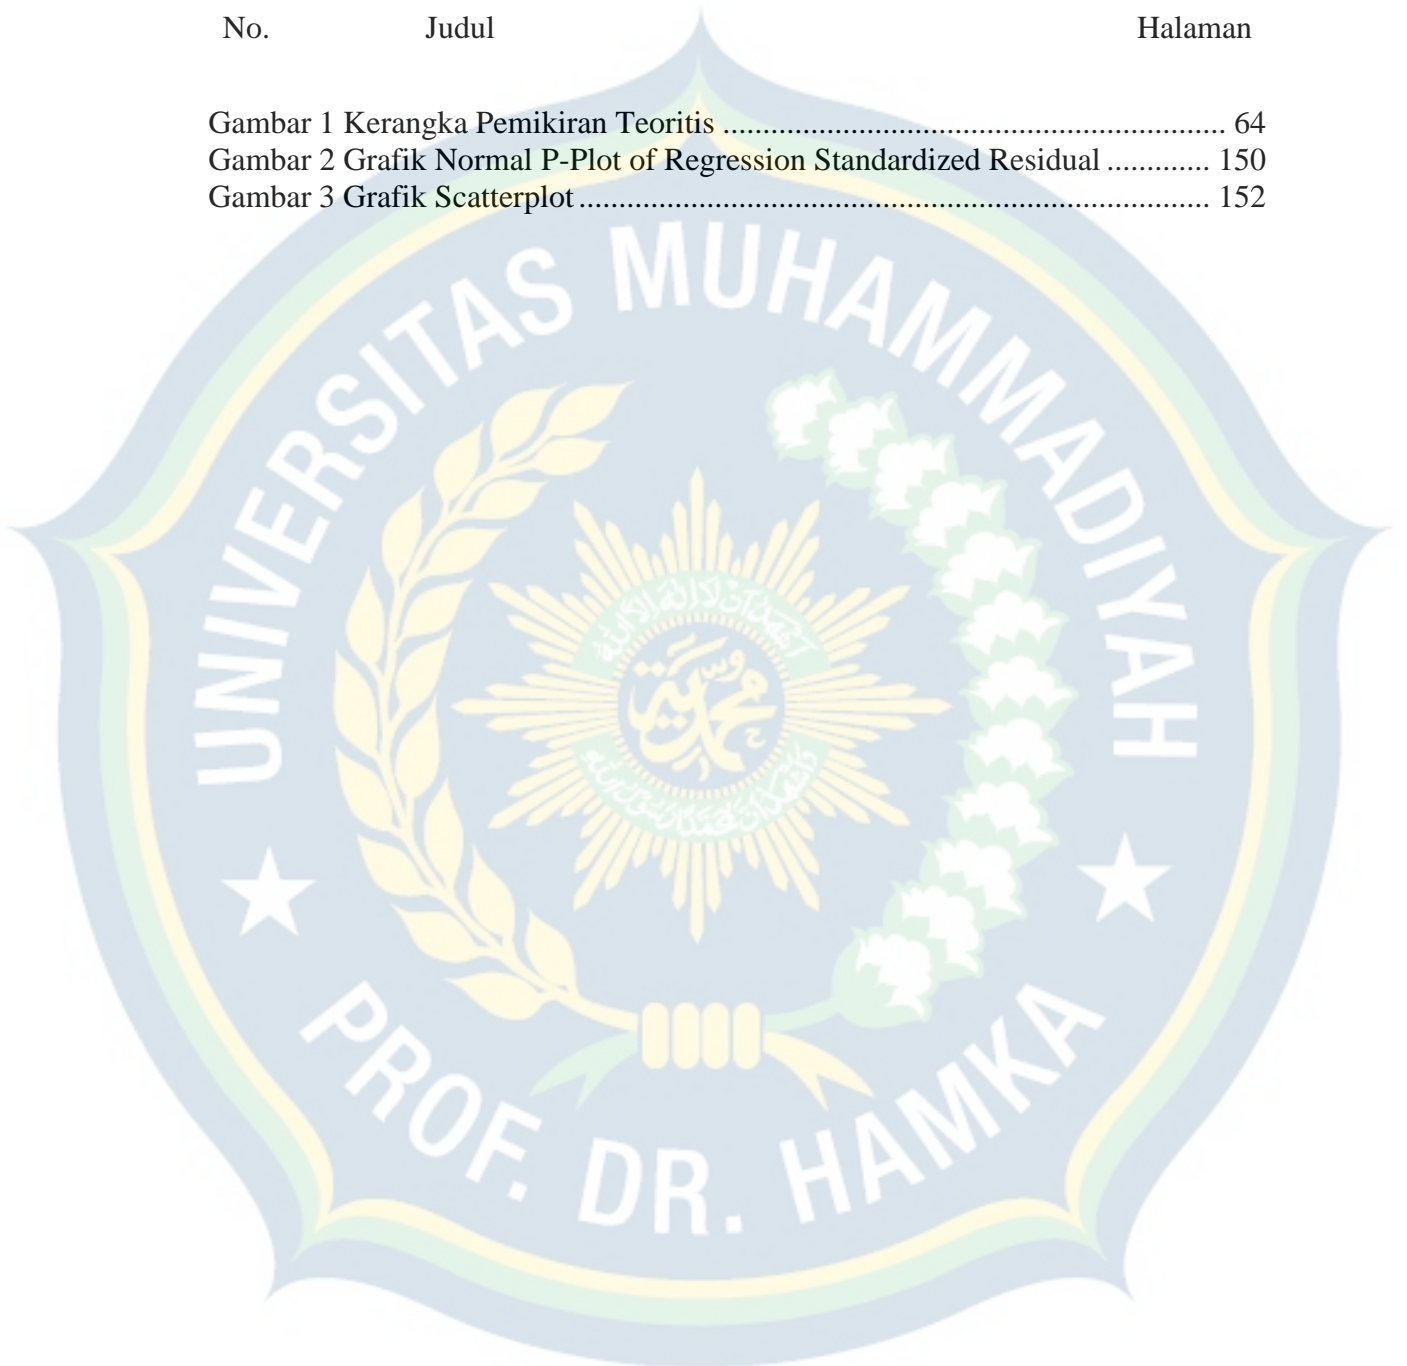 No. Judul Halaman
Gambar 1 Kerangka Pemikiran Teoritis ............................................................... 64
Gambar 2 Grafik Normal P-Plot of Regression Standardized Residual ............. 150
Gambar 3 Grafik Scatterplot ............................................................................... 152
UNIVERSITAS MUHAMMADIYAH
محمدية
PROF. DR. HAMKA